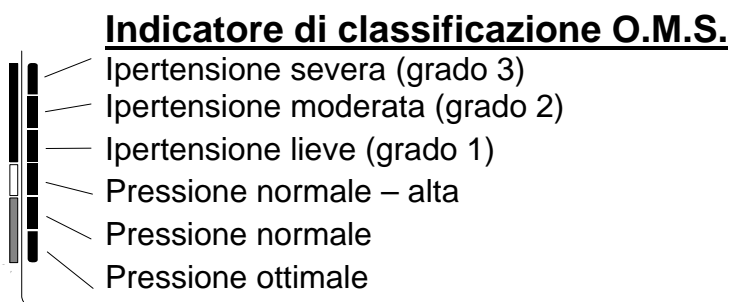 Indicatore di classificazione O.M.S.
Ipertensione severa (grado 3)
Ipertensione moderata (grado 2)
Ipertensione lieve (grado 1)
Pressione normale – alta
Pressione normale
Pressione ottimale